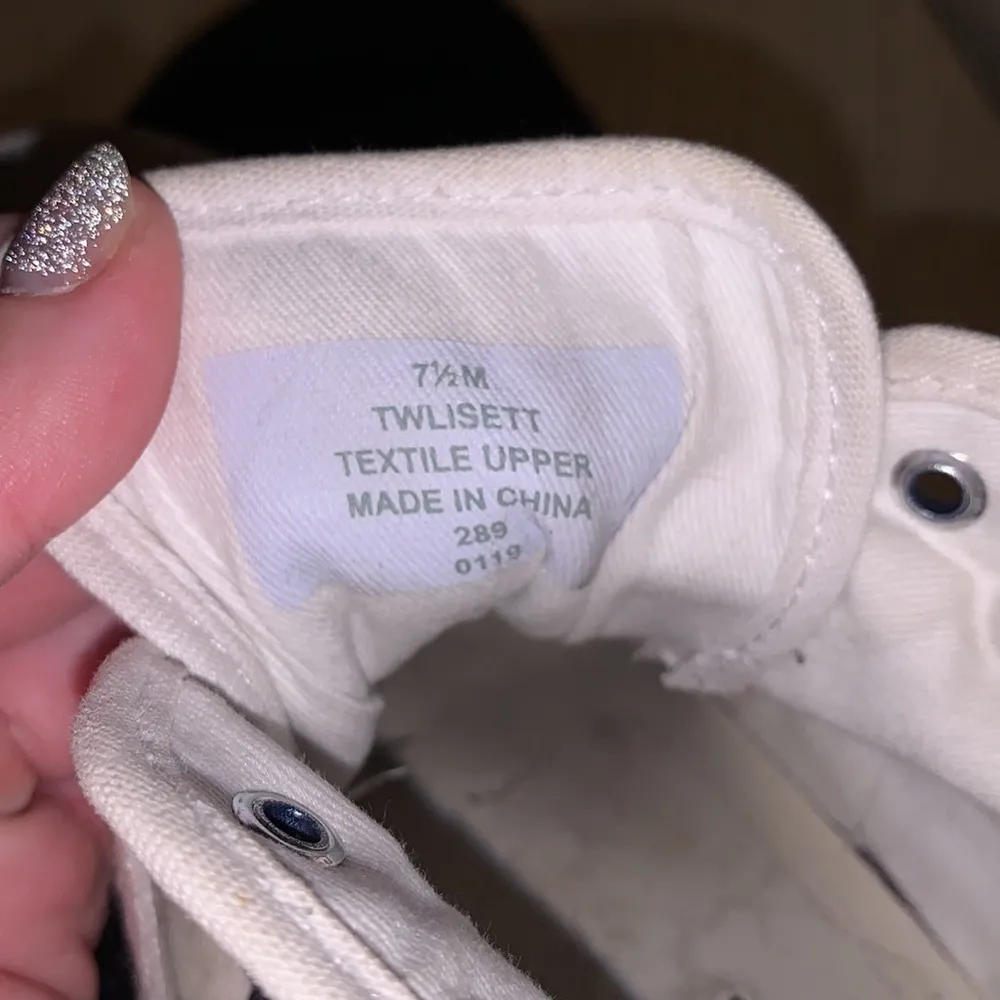 7½M
TWLISETT
TEXTILE UPPER
MADE IN CHINA
289
0119